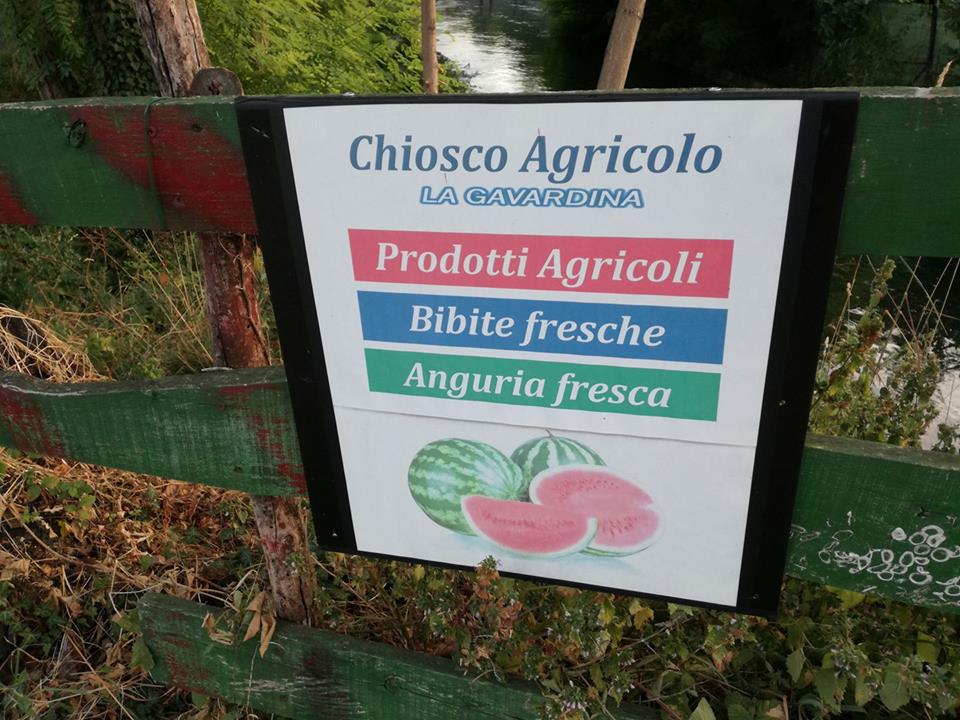 Chiosco Agricolo
LA GAVARDINA
Prodotti Agricoli
Bibite fresche
Anguria fresca